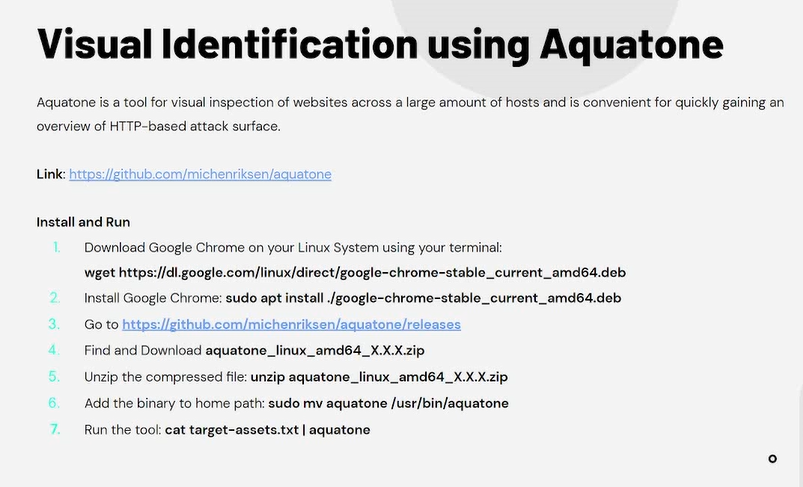 Visual Identification using Aquatone
Aquatone is a tool for visual inspection of websites across a large amount of hosts and is convenient for quickly gaining an
overview of HTTP-based attack surface.
Link: https://github.com/michenriksen/aquatone
Install and Run
1. Download Google Chrome on your Linux System using your terminal:
wget https://dl.google.com/linux/direct/google-chrome-stable_current_amd64.deb
2. Install Google Chrome: sudo apt install ./google-chrome-stable_current_amd64.deb
3. Go to https://github.com/michenriksen/aquatone/releases
4. Find and Download aquatone_linux_amd64_X.X.X.zip
5. Unzip the compressed file: unzip aquatone_linux_amd64_X.X.X.zip
6. Add the binary to home path: sudo mv aquatone /usr/bin/aquatone
7. Run the tool: cat target-assets.txt | aquatone